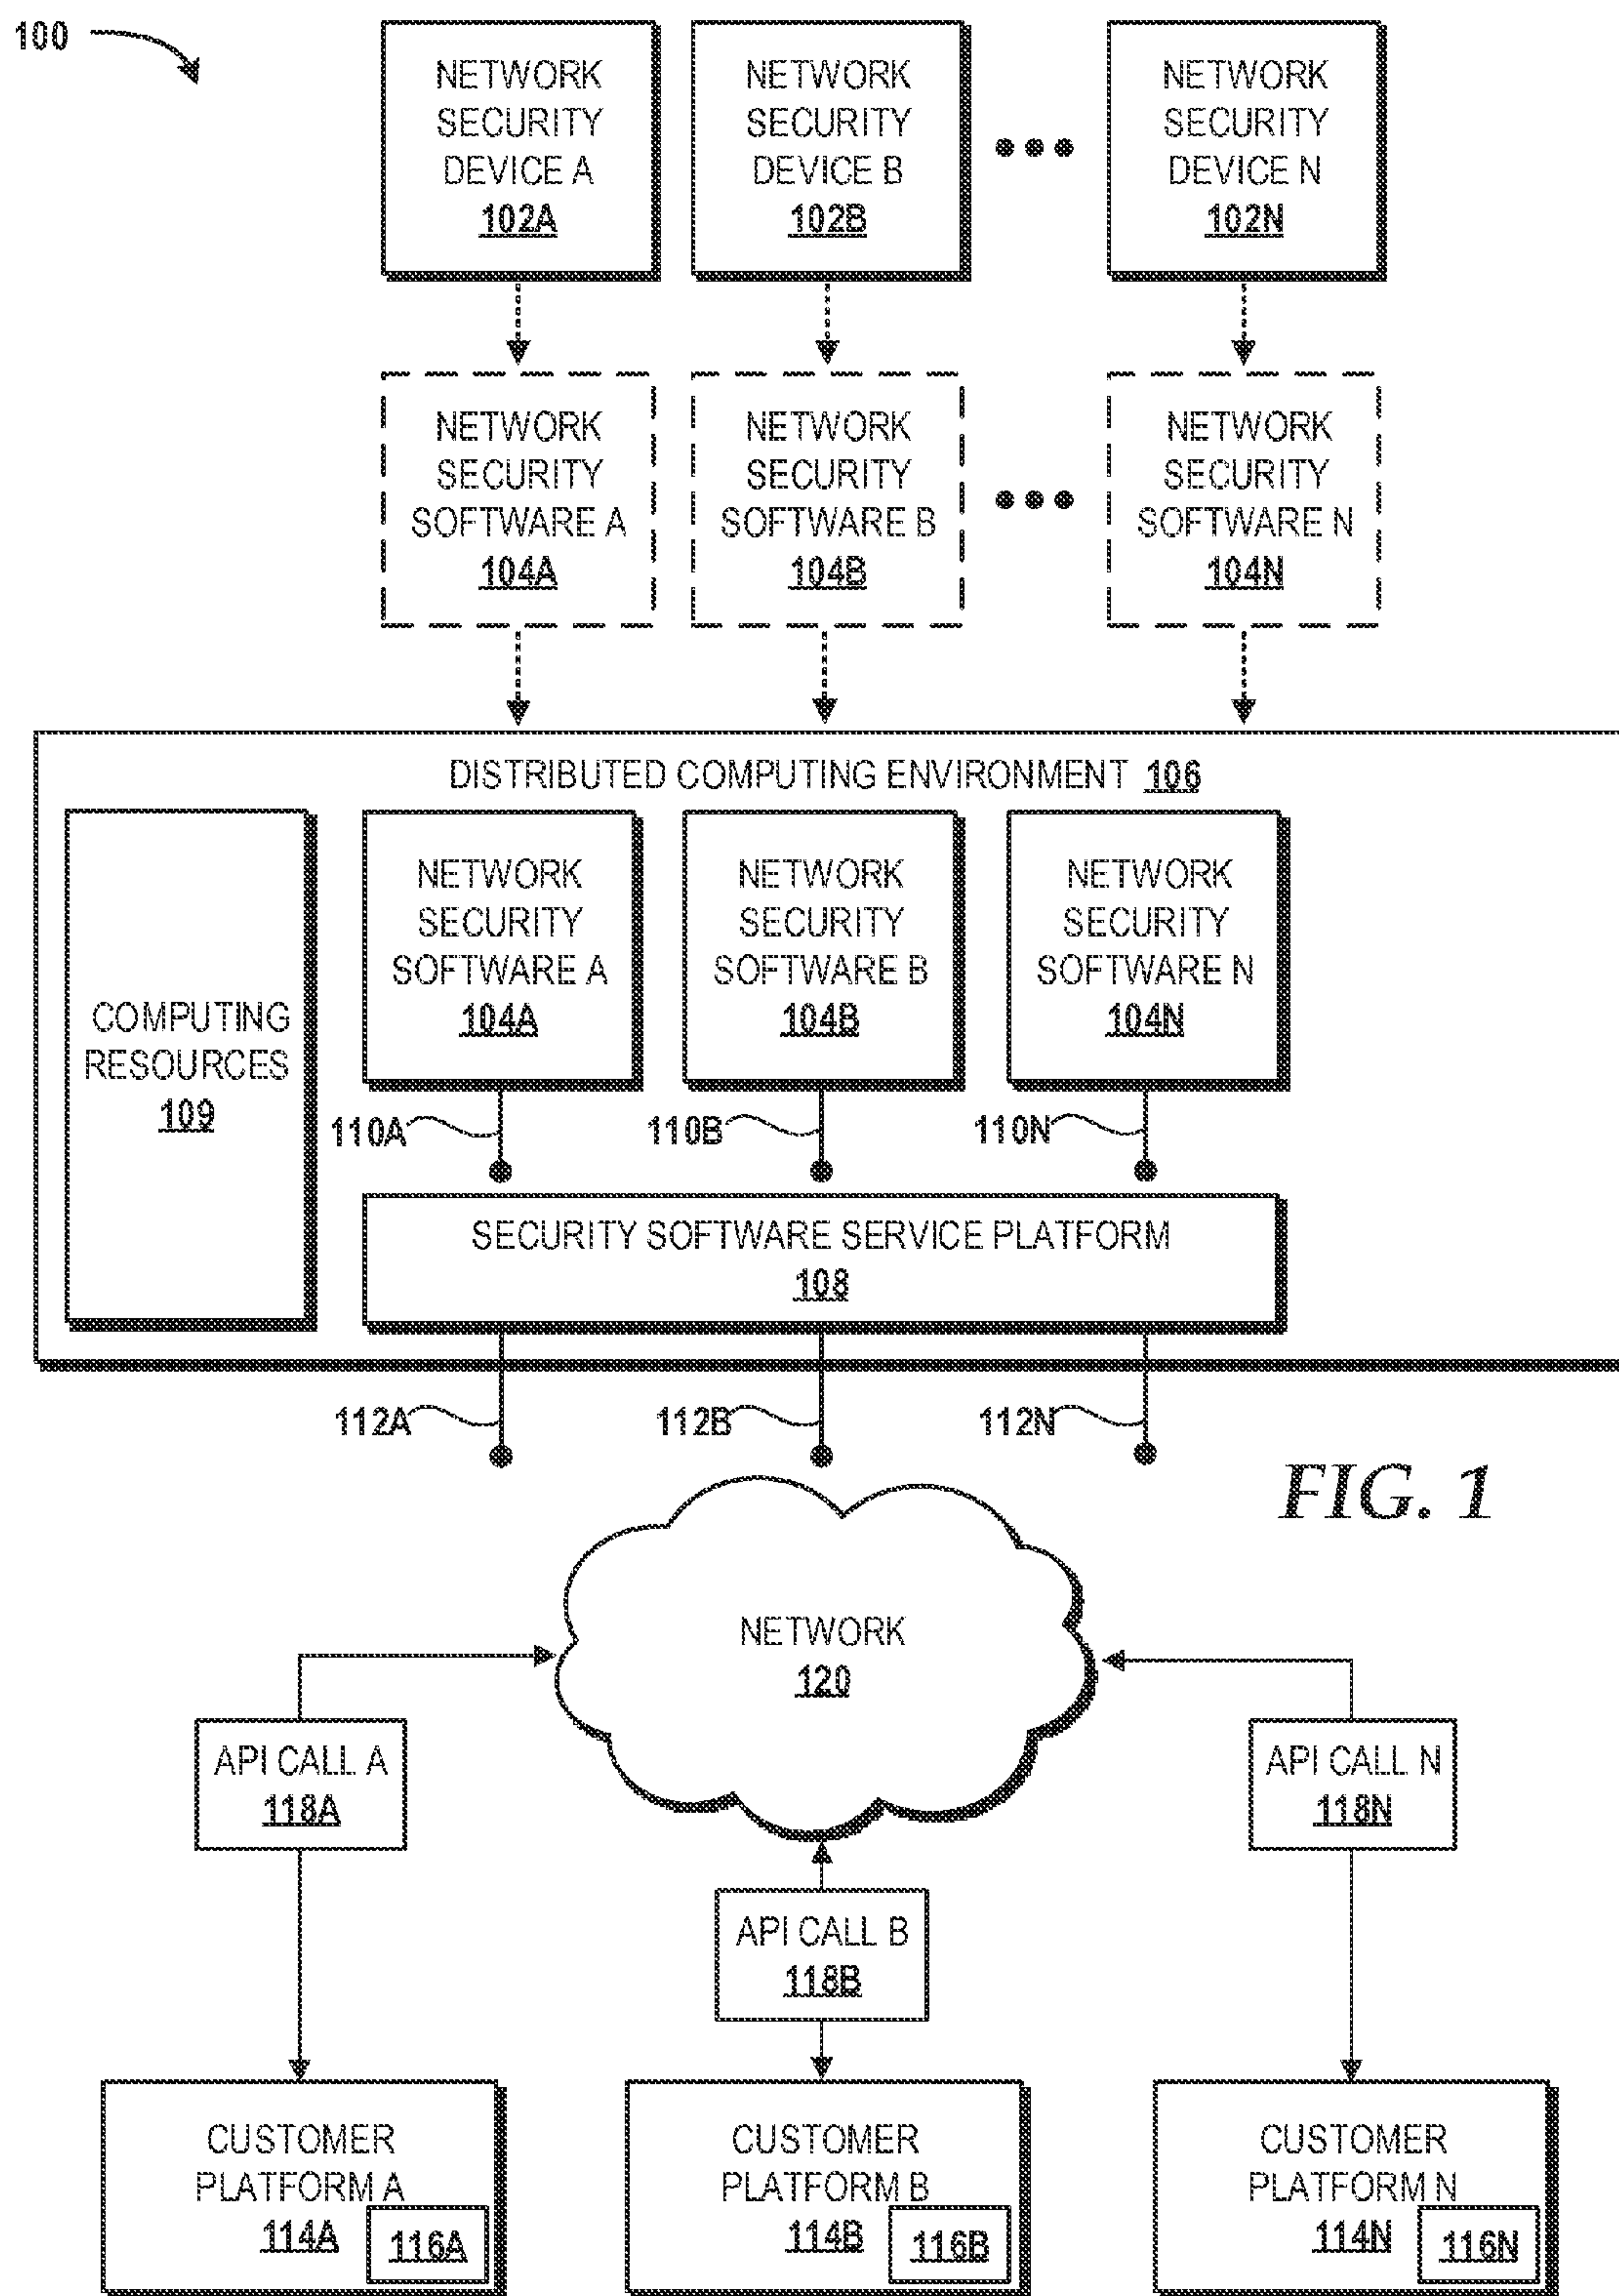 100
NETWORK
SECURITY
DEVICE A
102A
NETWORK
SECURITY
DEVICE B
102B
NETWORK
SECURITY
DEVICE N
102N
NETWORK
SECURITY
SOFTWARE A
104A
NETWORK
SECURITY
SOFTWARE B
104B
NETWORK
SECURITY
SOFTWARE N
104N
DISTRIBUTED COMPUTING ENVIRONMENT 106
COMPUTING
RESOURCES
109
NETWORK
SECURITY
SOFTWARE A
104A
NETWORK
SECURITY
SOFTWARE B
104B
NETWORK
SECURITY
SOFTWARE N
104N
110A
110B
110N
SECURITY SOFTWARE SERVICE PLATFORM
108
112A
112B
112N
FIG. 1
NETWORK
120
API CALL A
118A
API CALL N
118N
API CALL B
118B
CUSTOMER
PLATFORM A
114A
116A
CUSTOMER
PLATFORM B
114B
116B
CUSTOMER
PLATFORM N
114N
116N